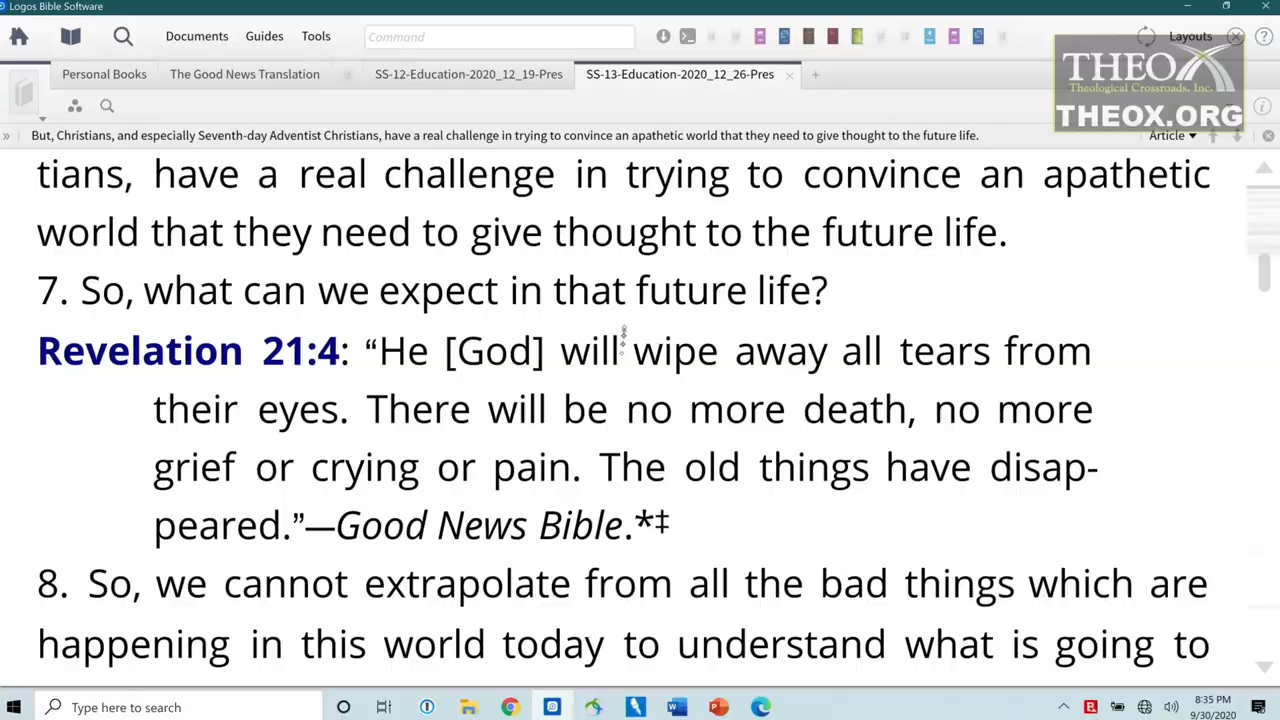 Logos Bible Software
Documents Guides Tools Command Layouts
Personal Books The Good News Translation SS-12-Education-2020_12_19-Pres SS-13-Education-2020_12_26-Pres
THEOX
Theological Crossroads, Inc.
THEOX.ORG
But, Christians, and especially Seventh-day Adventist Christians, have a real challenge in trying to convince an apathetic world that they need to give thought to the future life. Article
tians, have a real challenge in trying to convince an apathetic
world that they need to give thought to the future life.
7. So, what can we expect in that future life?
Revelation 21:4: “He [God] will wipe away all tears from
their eyes. There will be no more death, no more
grief or crying or pain. The old things have disap-
peared.”—Good News Bible.*‡
8. So, we cannot extrapolate from all the bad things which are
happening in this world today to understand what is going to
Type here to search
8:35 PM
9/30/2020